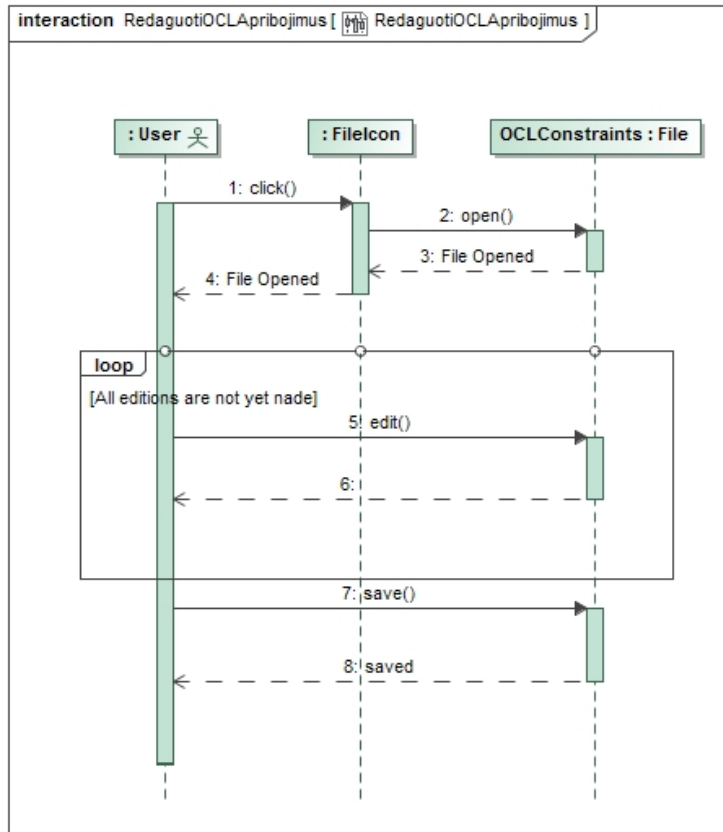 interaction RedaguotiOCLApribojimus [ RedaguotiOCLApribojimus ]
: User
: FileIcon
OCLConstraints : File
1: click()
2: open()
3: File Opened
4: File Opened
loop
[All editions are not yet nade]
5: edit()
6:
7: save()
8: saved